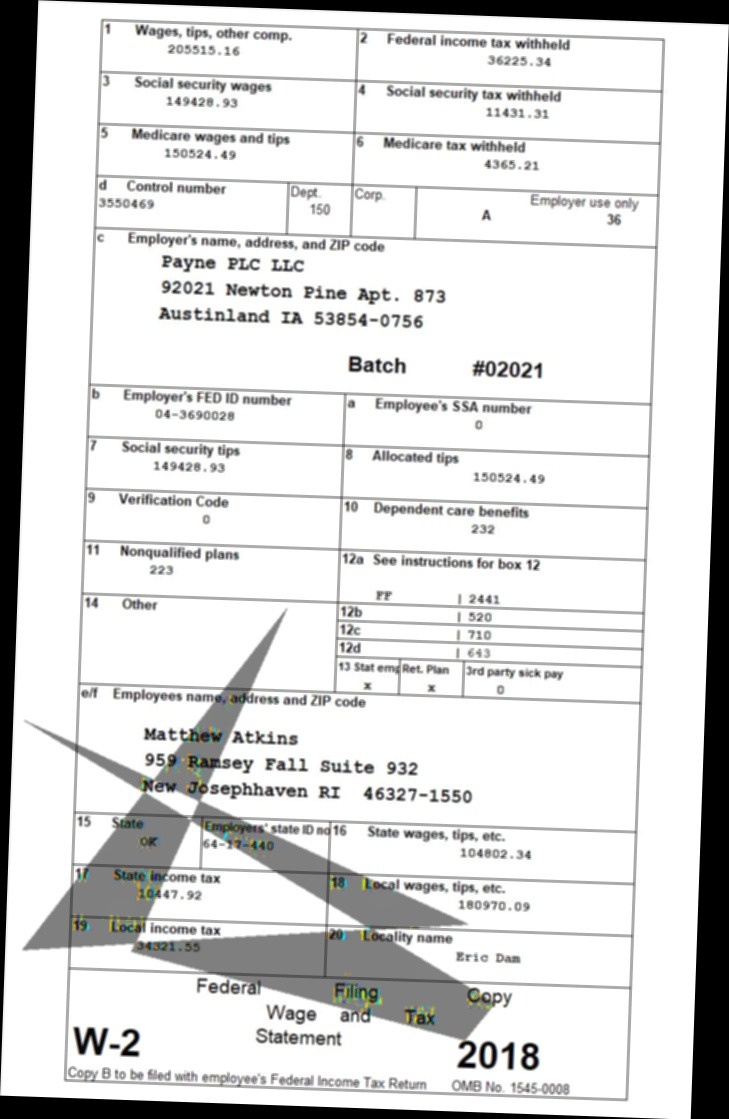 1 Wages, tips, other comp. 2 Federal income tax withheld
205515.16 36225.34
3 Social security wages 4 Social security tax withheld
149428.93 11431.31
5 Medicare wages and tips 6 Medicare tax withheld
150524.49 4365.21
d Control number Dept. Corp. Employer use only
3550469 150 A 36
c Employer's name, address, and ZIP code
Payne PLC LLC
92021 Newton Pine Apt. 873
Austinland IA 53854-0756
Batch #02021
b Employer's FED ID number a Employee's SSA number
04-3690028 0
7 Social security tips 8 Allocated tips
149428.93 150524.49
9 Verification Code 10 Dependent care benefits
0 232
11 Nonqualified plans 12a See instructions for box 12
223
FF | 2441
14 Other 12b | 520
12c | 710
12d | 643
13 Stat emp Ret. Plan 3rd party sick pay
x x 0
e/f Employees name, address and ZIP code
Matthew Atkins
959 Ramsey Fall Suite 932
New Josephhaven RI 46327-1550
15 State Employers' state ID no 16 State wages, tips, etc.
OK 64-17-440 104802.34
17 State income tax 18 Local wages, tips, etc.
10447.92 180970.09
19 Local income tax 20 Locality name
34321.55 Eric Dam
Federal Filing Copy
Wage and Tax
Statement
W-2 2018
Copy B to be filed with employee's Federal Income Tax Return OMB No. 1545-0008